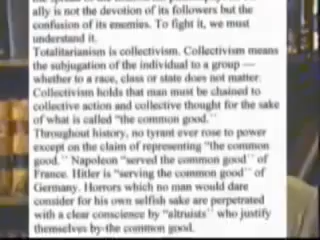 ally is not the devotion of its followers but the
confusion of its enemies. To fight it, we must
understand it.
Totalitarianism is collectivism. Collectivism means
the subjugation of the individual to a group —
whether to a race, class or state does not matter.
Collectivism holds that man must be chained to
collective action and collective thought for the sake
of what is called "the common good."
Throughout history, no tyrant ever rose to power
except on the claim of representing "the common
good." Napoleon "served the common good" of
France. Hitler is "serving the common good" of
Germany. Horrors which no man would dare
consider for his own selfish sake are perpetrated
with a clear conscience by "altruists" who justify
themselves by-the common good.